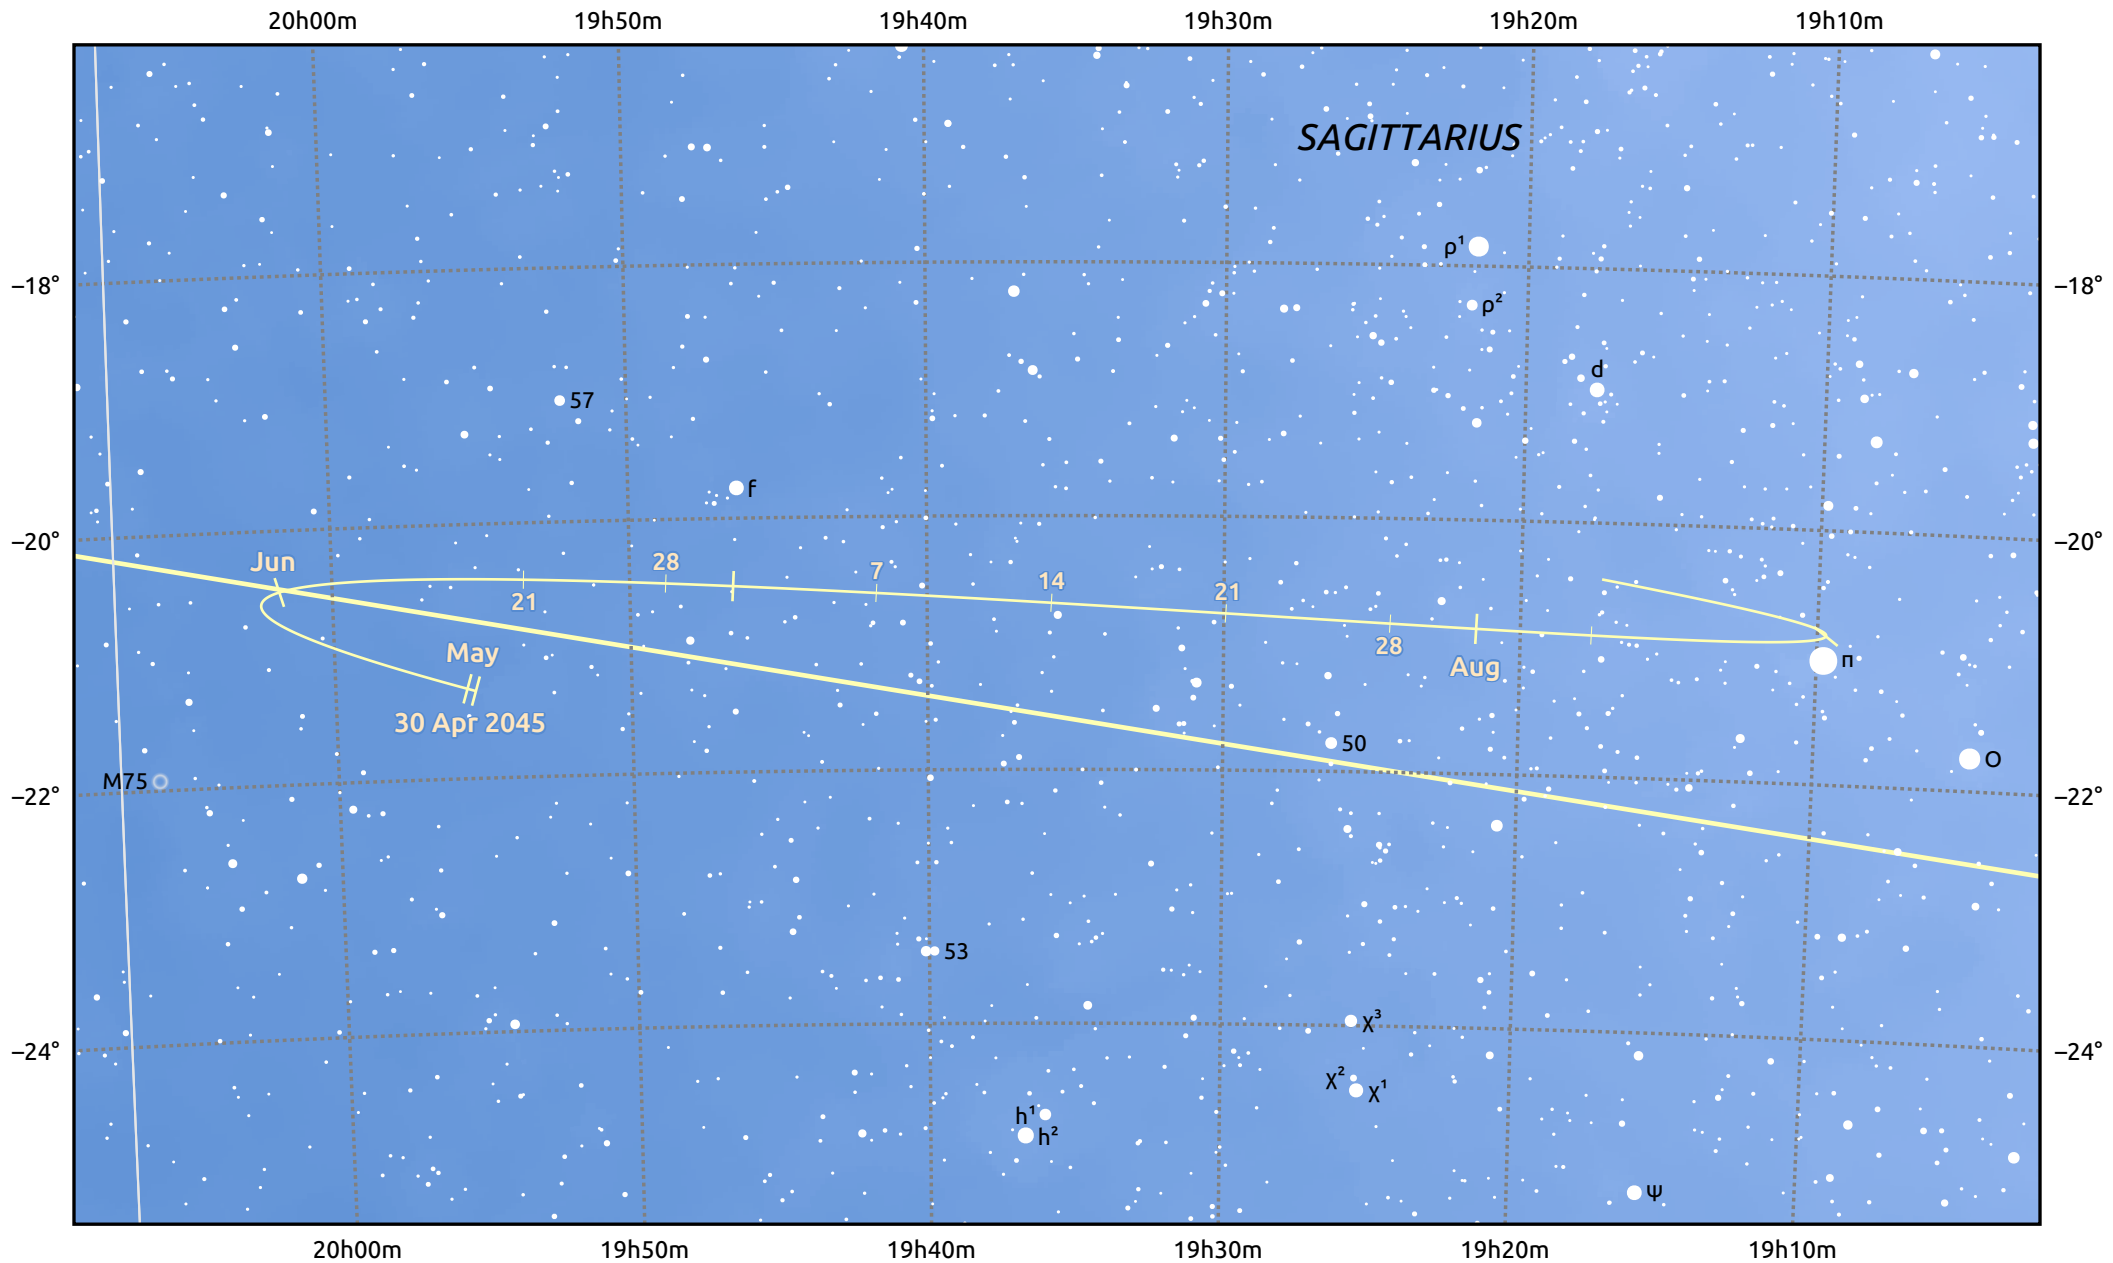 20h00m 19h50m 19h40m 19h30m 19h20m 19h10m
SAGITTARIUS
ρ¹
−18° −18°
ρ²
d
57
f
−20° −20°
Jun 28 7 14 21
21
28
May Aug π
30 Apr 2045
50 ο
M75
−22° −22°
53
χ³
−24° −24°
χ² χ¹
h¹
h²
ψ
20h00m 19h50m 19h40m 19h30m 19h20m 19h10m